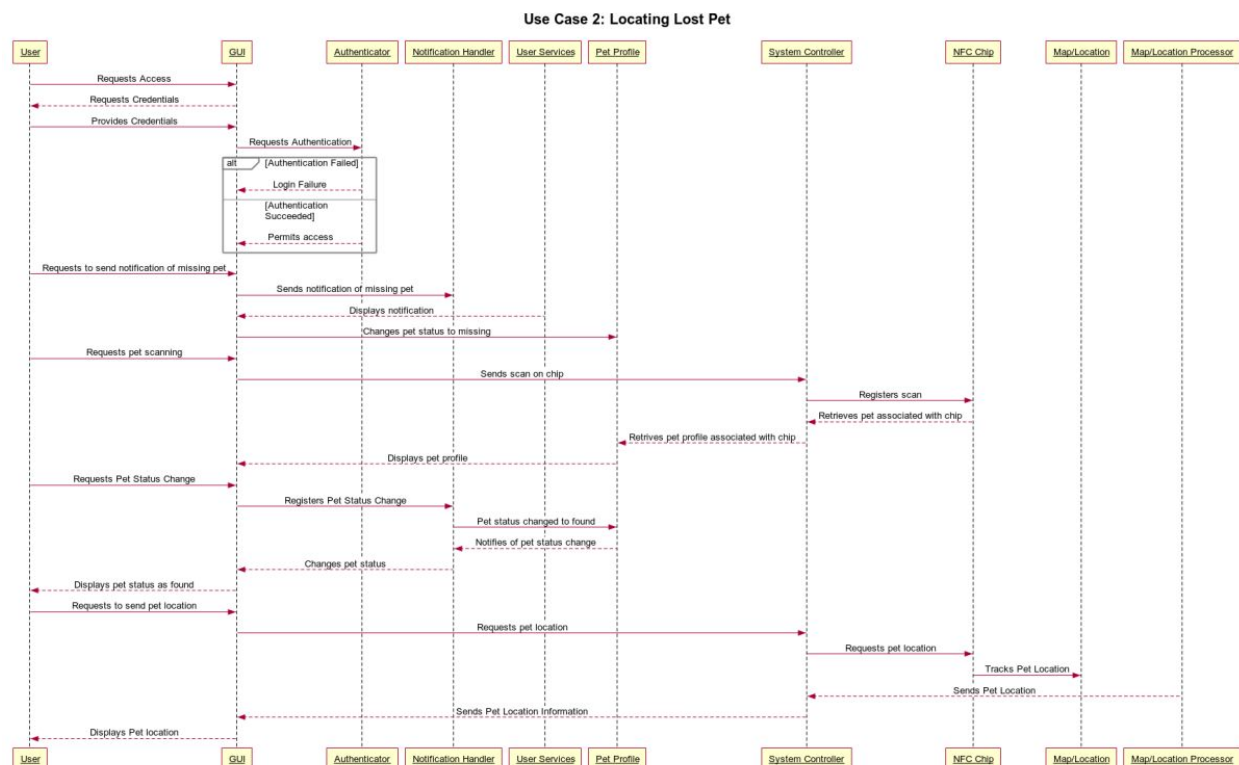 Use Case 2: Locating Lost Pet
User GUI Authenticator Notification Handler User Services Pet Profile System Controller NFC Chip Map/Location Map/Location Processor
Requests Access
Requests Credentials
Provides Credentials
Requests Authentication
alt [Authentication Failed]
Login Failure
[Authentication
Succeeded]
Permits access
Requests to send notification of missing pet
Sends notification of missing pet
Displays notification
Changes pet status to missing
Requests pet scanning
Sends scan on chip
Registers scan
Retrieves pet associated with chip
Retrives pet profile associated with chip
Displays pet profile
Requests Pet Status Change
Registers Pet Status Change
Pet status changed to found
Notifies of pet status change
Changes pet status
Displays pet status as found
Requests to send pet location
Requests pet location
Requests pet location
Tracks Pet Location
Sends Pet Location
Sends Pet Location Information
Displays Pet location
User GUI Authenticator Notification Handler User Services Pet Profile System Controller NFC Chip Map/Location Map/Location Processor